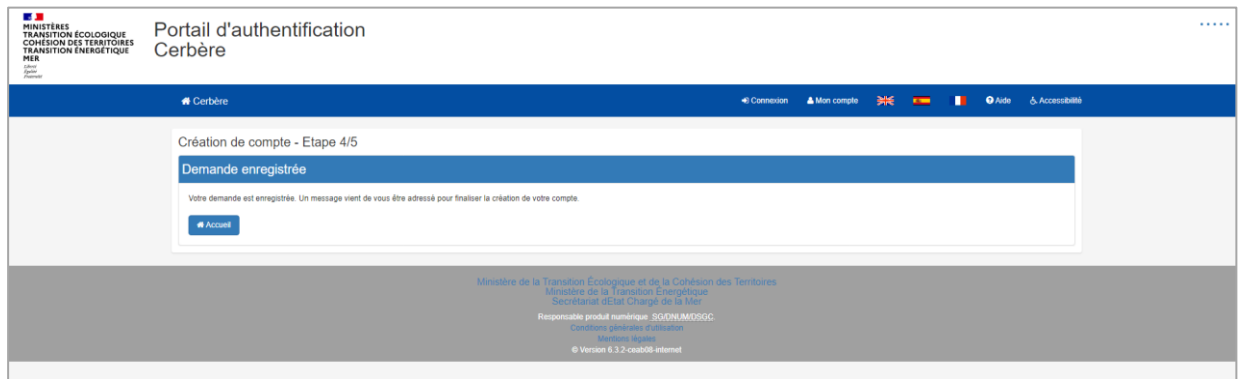 MINISTÈRES
TRANSITION ÉCOLOGIQUE
COHÉSION DES TERRITOIRES
TRANSITION ÉNERGÉTIQUE
MER
Liberté
Égalité
Fraternité
Portail d'authentification
Cerbère
Cerbère
Connexion
Mon compte
Aide
Accessibilité
Création de compte - Etape 4/5
Demande enregistrée
Votre demande est enregistrée. Un message vient de vous être adressé pour finaliser la création de votre compte.
Accueil
Ministère de la Transition Écologique et de la Cohésion des Territoires
Ministère de la Transition Énergétique
Secrétariat dEtat Chargé de la Mer
Responsable produit numérique SG/DNUM/DSGC
Conditions générales d'utilisation
Mentions légales
© Version 6.3.2-ceab08-internet